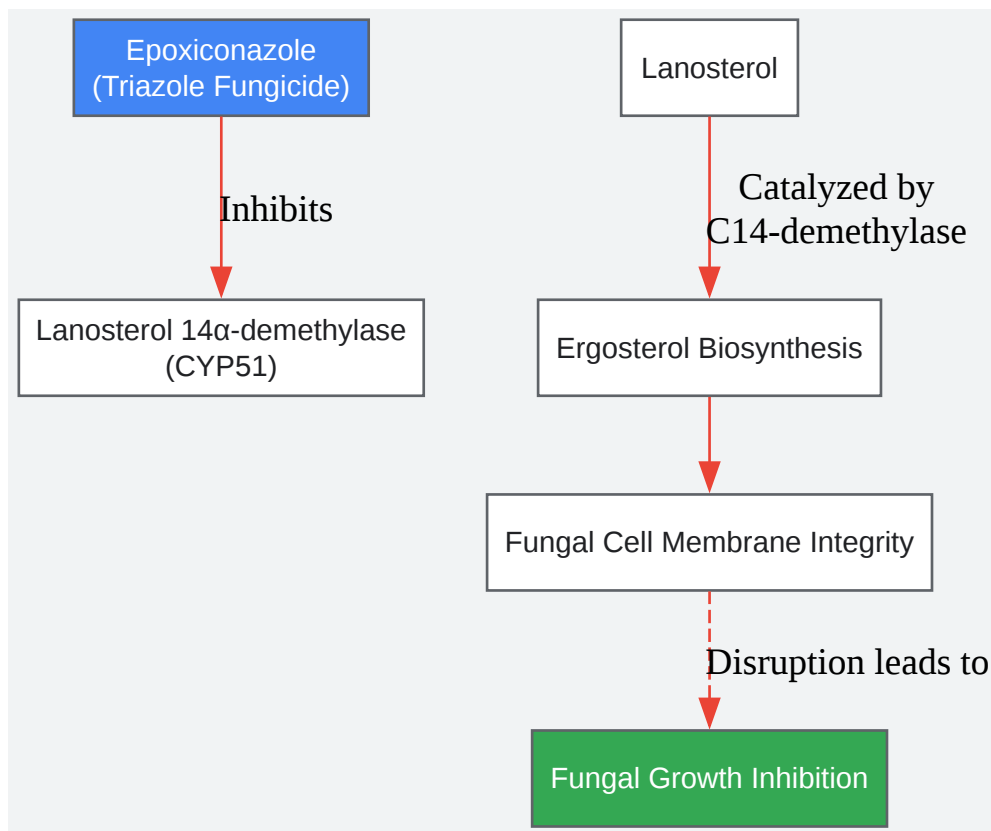 Epoxiconazole
(Triazole Fungicide)
Inhibits
Lanosterol 14α-demethylase
(CYP51)
Lanosterol
Catalyzed by
C14-demethylase
Ergosterol Biosynthesis
Fungal Cell Membrane Integrity
Disruption leads to
Fungal Growth Inhibition